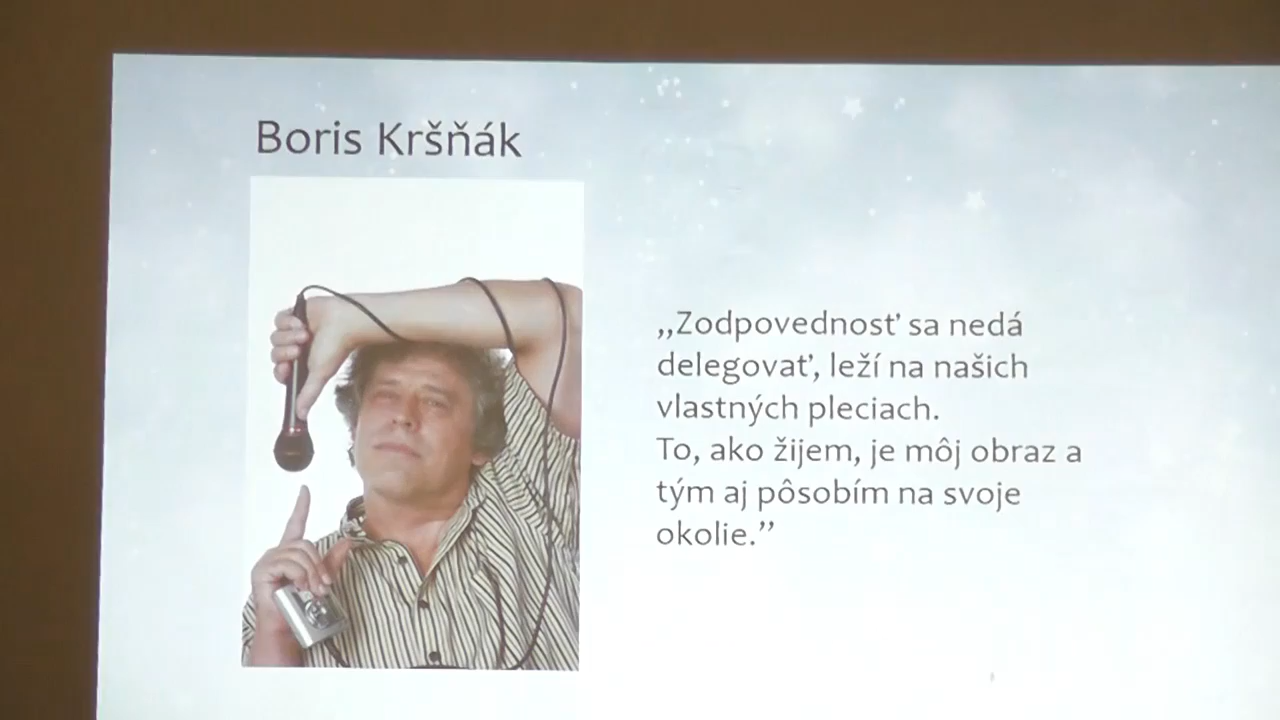 Boris Kršňák
„Zodpovednosť sa nedá
delegovať, leží na našich
vlastných pleciach.
To, ako žijem, je môj obraz a
tým aj pôsobím na svoje
okolie.”